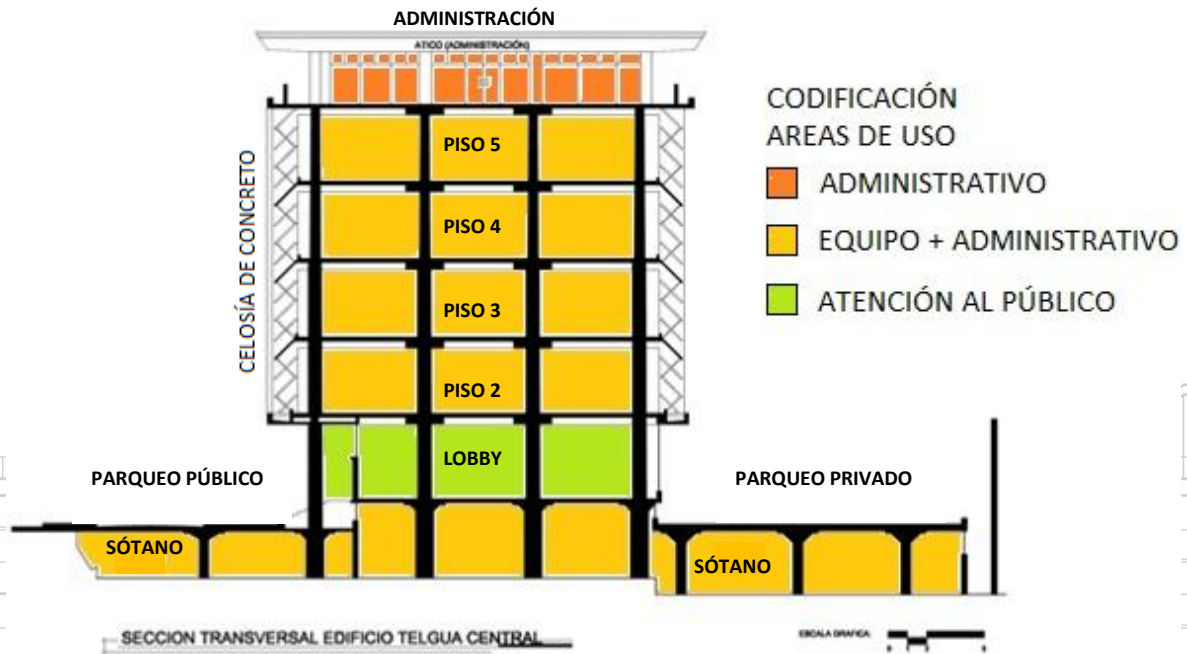 ADMINISTRACIÓN
ATICO (ADMINISTRACIÓN)
CODIFICACIÓN
AREAS DE USO
ADMINISTRATIVO
EQUIPO + ADMINISTRATIVO
ATENCIÓN AL PÚBLICO
CELOSÍA DE CONCRETO
PISO 5
PISO 4
PISO 3
PISO 2
LOBBY
PARQUEO PÚBLICO
PARQUEO PRIVADO
SÓTANO
SÓTANO
SECCION TRANSVERSAL EDIFICIO TELGUA CENTRAL
ESCALA GRAFICA